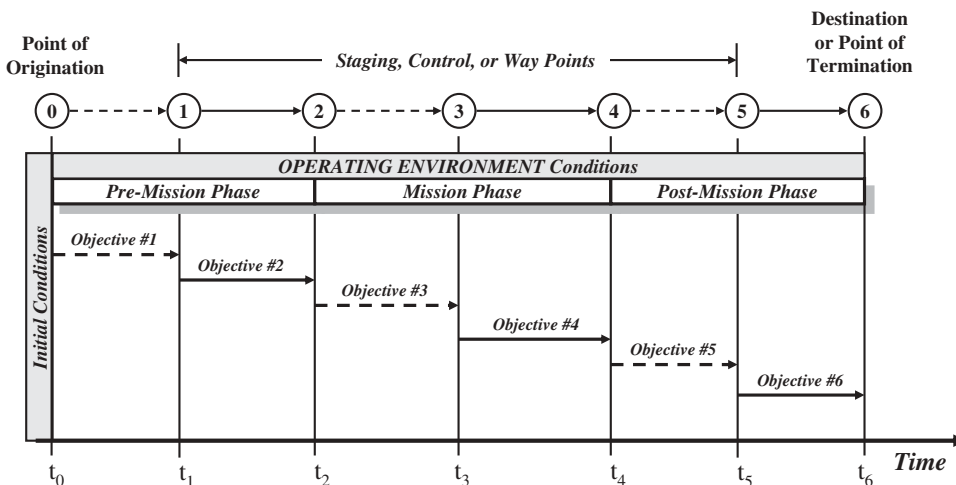 Point of
Origination
Staging, Control, or Way Points
Destination
or Point of
Termination
0 1 2 3 4 5 6
OPERATING ENVIRONMENT Conditions
Pre-Mission Phase Mission Phase Post-Mission Phase
Initial Conditions
Objective #1
Objective #2
Objective #3
Objective #4
Objective #5
Objective #6
Time
t0 t1 t2 t3 t4 t5 t6